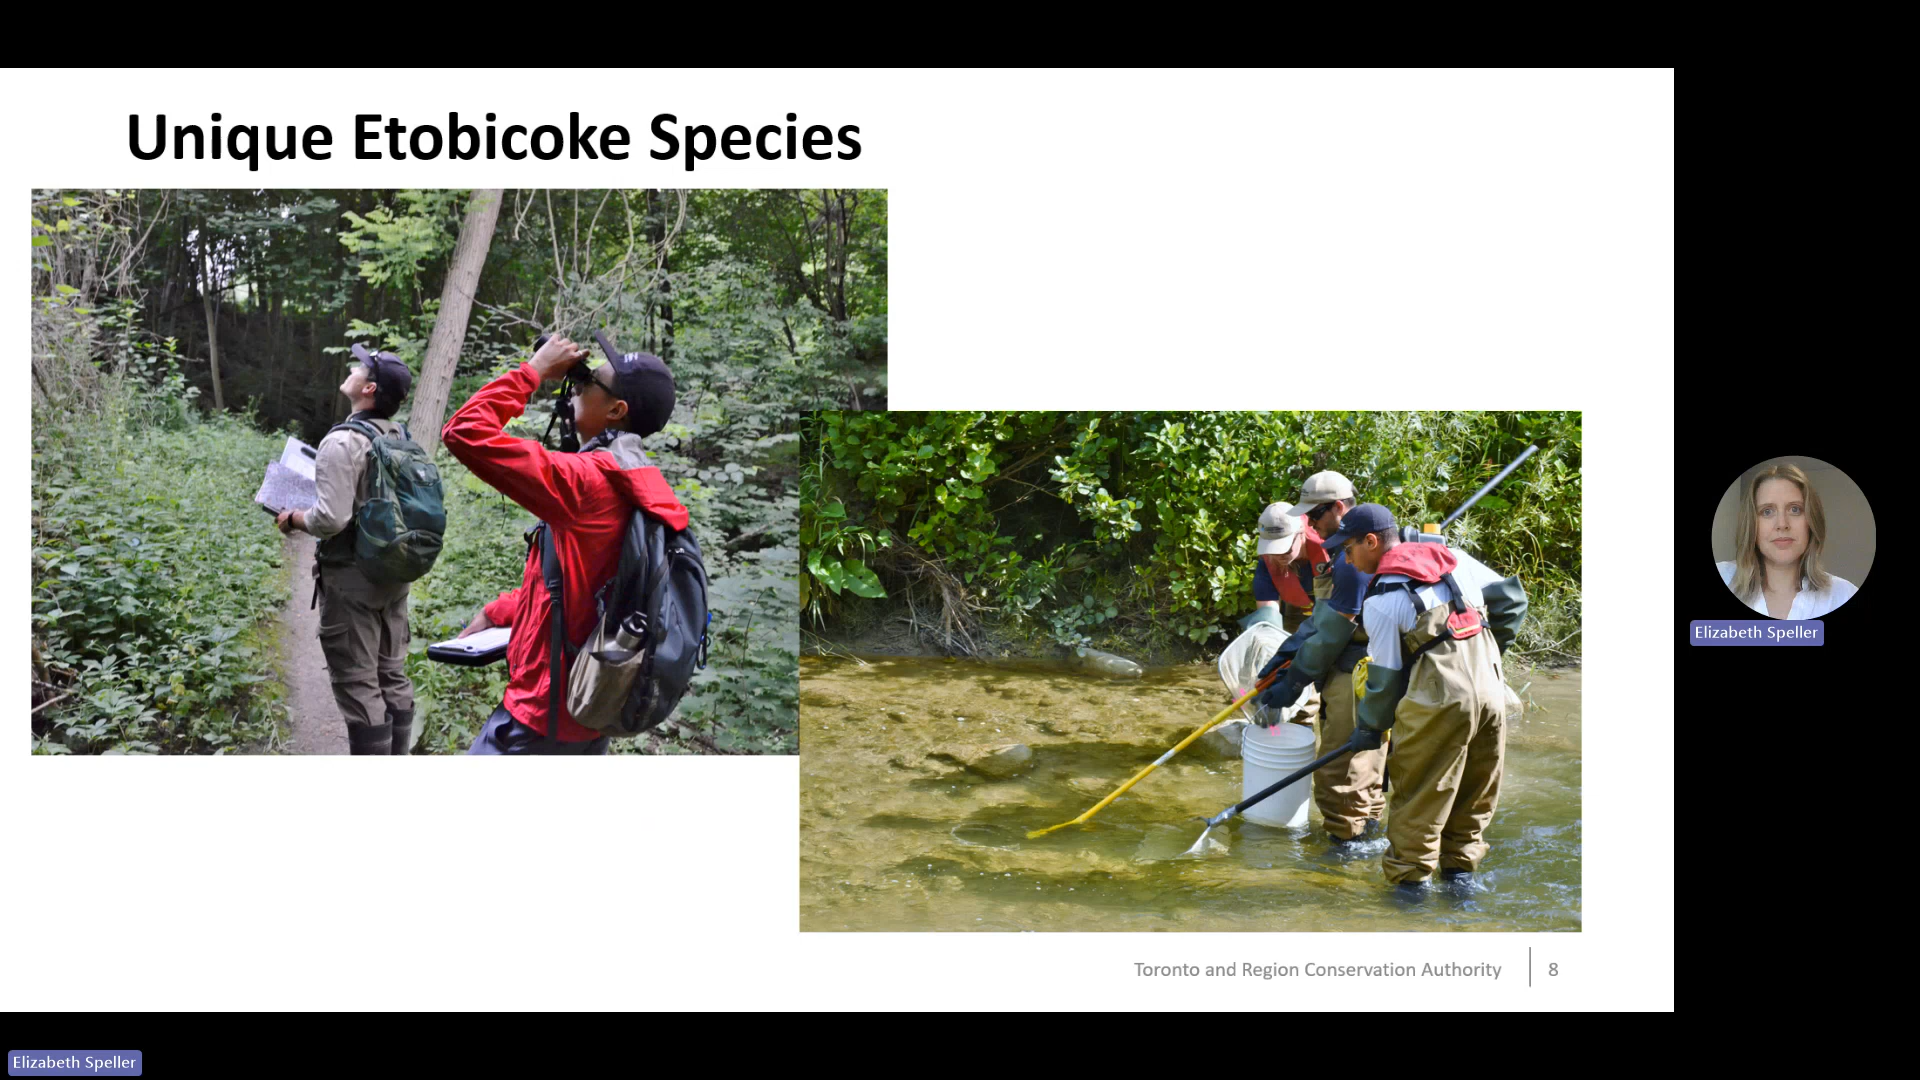 Unique Etobicoke Species
Elizabeth Speller
Toronto and Region Conservation Authority
8
Elizabeth Speller